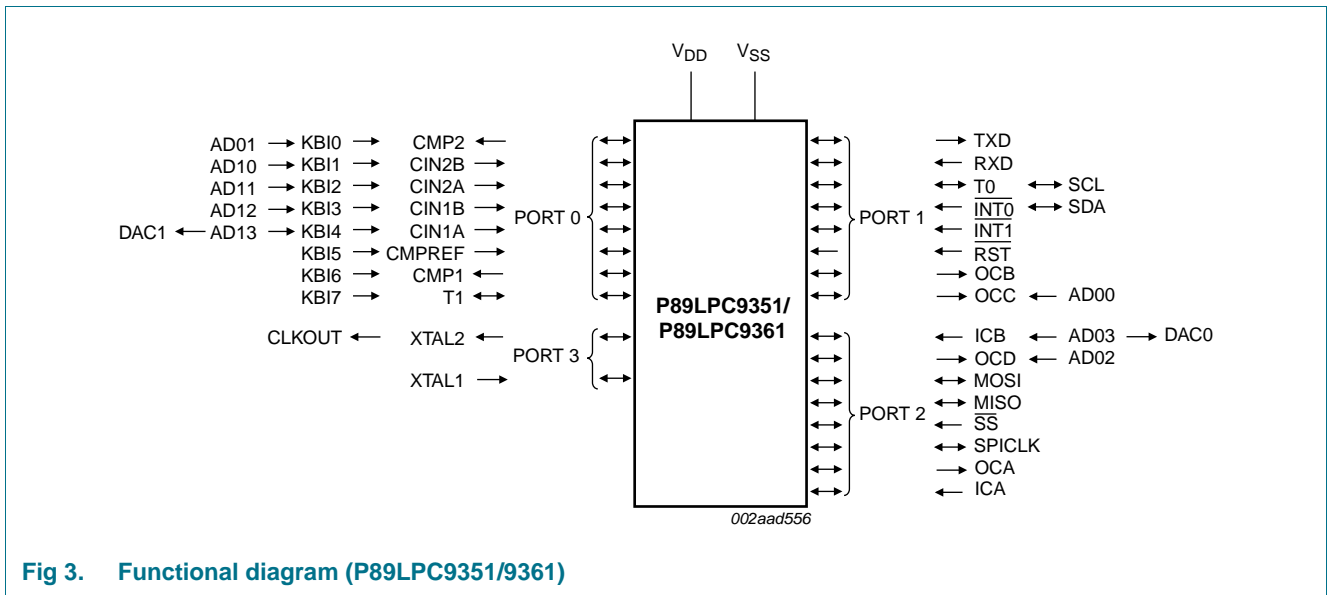 VDD VSS
AD01 KBI0 CMP2 TXD
AD10 KBI1 CIN2B RXD
AD11 KBI2 CIN2A T0 SCL
AD12 KBI3 CIN1B PORT 0 PORT 1 INT0 SDA
DAC1 AD13 KBI4 CIN1A INT1
KBI5 CMPREF RST
KBI6 CMP1 OCB
KBI7 T1 OCC AD00
P89LPC9351/
P89LPC9361
CLKOUT XTAL2 PORT 3 ICB AD03 DAC0
OCD AD02
XTAL1 MOSI
MISO
PORT 2 SS
SPICLK
OCA
ICA
002aad556
Fig 3. Functional diagram (P89LPC9351/9361)